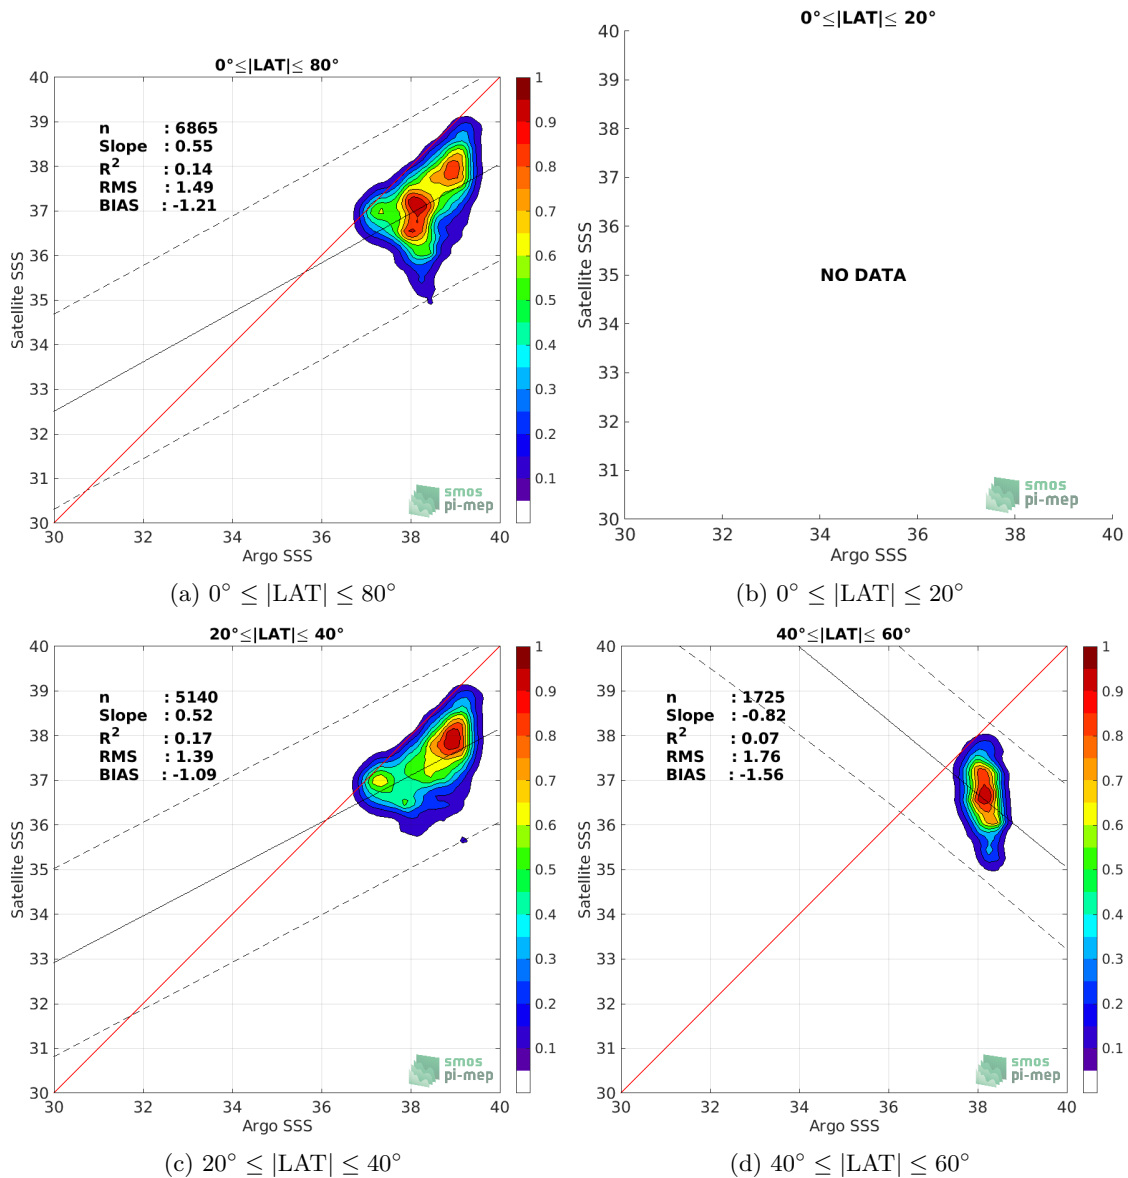 0°≤|LAT|≤ 80°
40
39
38
37
36
35
34
33
32
31
30
Satellite SSS
n : 6865
Slope : 0.55
R² : 0.14
RMS : 1.49
BIAS : -1.21
smos
pi-mep
30 32 34 36 38 40
Argo SSS
1
0.9
0.8
0.7
0.6
0.5
0.4
0.3
0.2
0.1
(a) 0° ≤ |LAT| ≤ 80°
0°≤|LAT|≤ 20°
40
39
38
37
36
35
34
33
32
31
30
Satellite SSS
NO DATA
smos
pi-mep
30 32 34 36 38 40
Argo SSS
(b) 0° ≤ |LAT| ≤ 20°
20°≤|LAT|≤ 40°
40
39
38
37
36
35
34
33
32
31
30
Satellite SSS
n : 5140
Slope : 0.52
R² : 0.17
RMS : 1.39
BIAS : -1.09
smos
pi-mep
30 32 34 36 38 40
Argo SSS
1
0.9
0.8
0.7
0.6
0.5
0.4
0.3
0.2
0.1
(c) 20° ≤ |LAT| ≤ 40°
40°≤|LAT|≤ 60°
40
39
38
37
36
35
34
33
32
31
30
Satellite SSS
n : 1725
Slope : -0.82
R² : 0.07
RMS : 1.76
BIAS : -1.56
smos
pi-mep
30 32 34 36 38 40
Argo SSS
1
0.9
0.8
0.7
0.6
0.5
0.4
0.3
0.2
0.1
(d) 40° ≤ |LAT| ≤ 60°